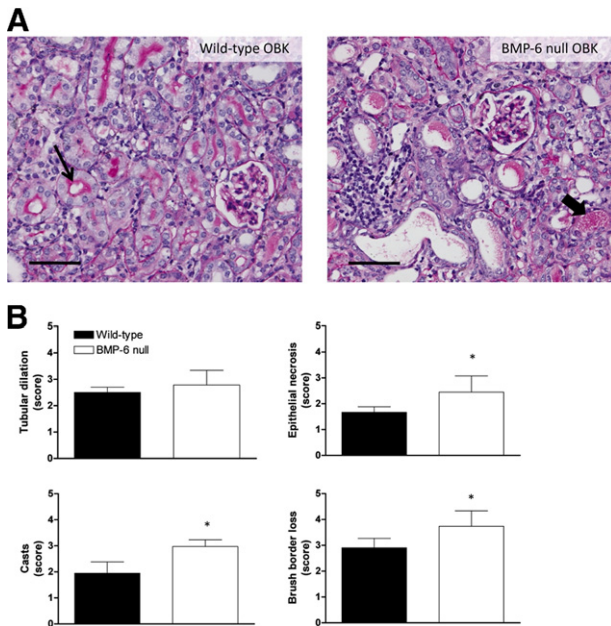 A
Wild-type OBK
BMP-6 null OBK
B
Tubular dilation
(score)
5
4
3
2
1
0
Wild-type
BMP-6 null
Epithelial necrosis
(score)
5
4
3
2
1
0
*
Casts
(score)
5
4
3
2
1
0
*
Brush border loss
(score)
5
4
3
2
1
0
*